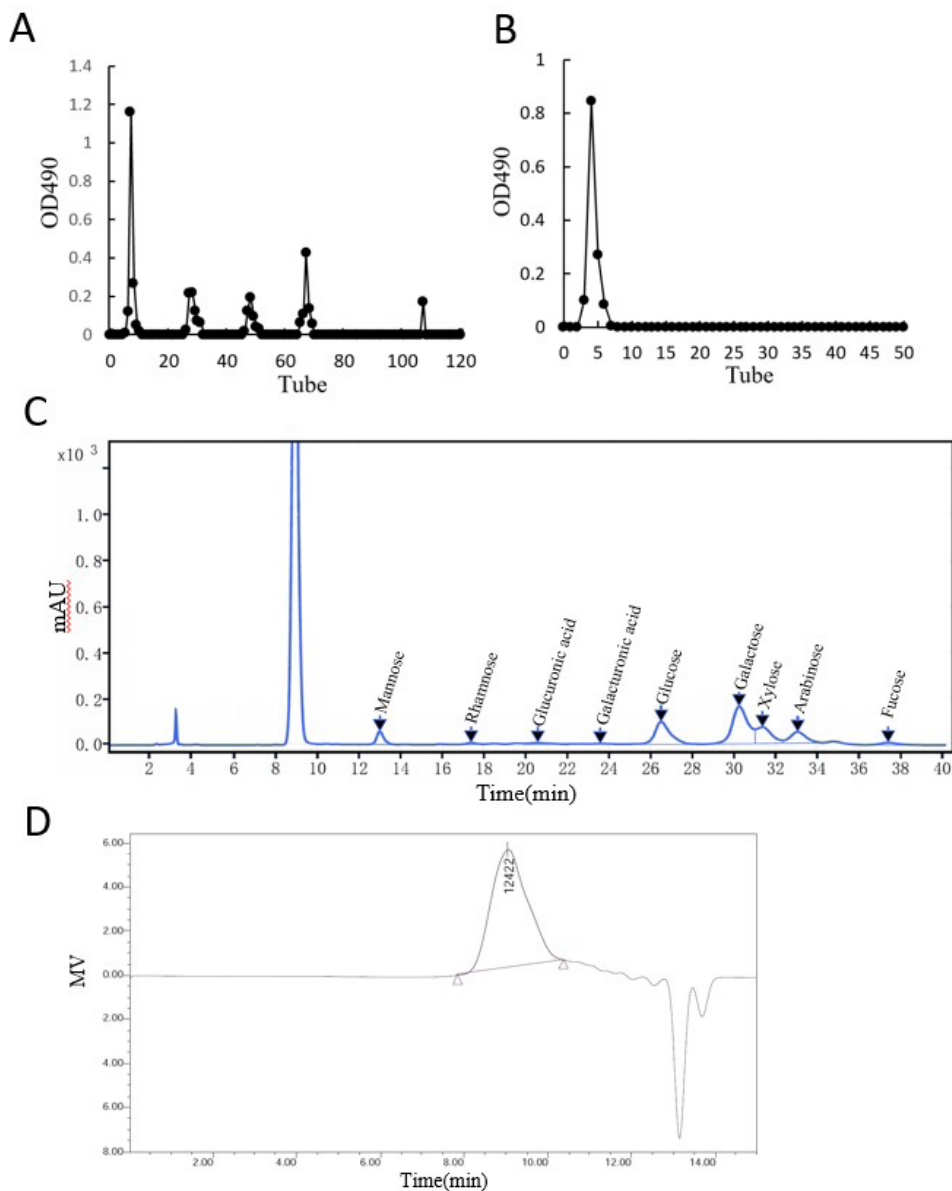 A
1.4
1.2
1
0.8
0.6
0.4
0.2
0
OD490
0 20 40 60 80 100 120
Tube
B
1
0.8
0.6
0.4
0.2
0
OD490
0 5 10 15 20 25 30 35 40 45 50
Tube
C
x10 3
1.0
0.8
0.6
0.4
0.2
0.0
mAU
Mannose
Rhamnose
Glucuronic acid
Galacturonic acid
Glucose
Galactose
Xylose
Arabinose
Fucose
2 4 6 8 10 12 14 16 18 20 22 24 26 28 30 32 34 36 38 40
Time(min)
D
6.00
4.00
2.00
0.00
2.00
4.00
6.00
8.00
MV
12422
2.00 4.00 6.00 8.00 10.00 12.00 14.00
Time(min)